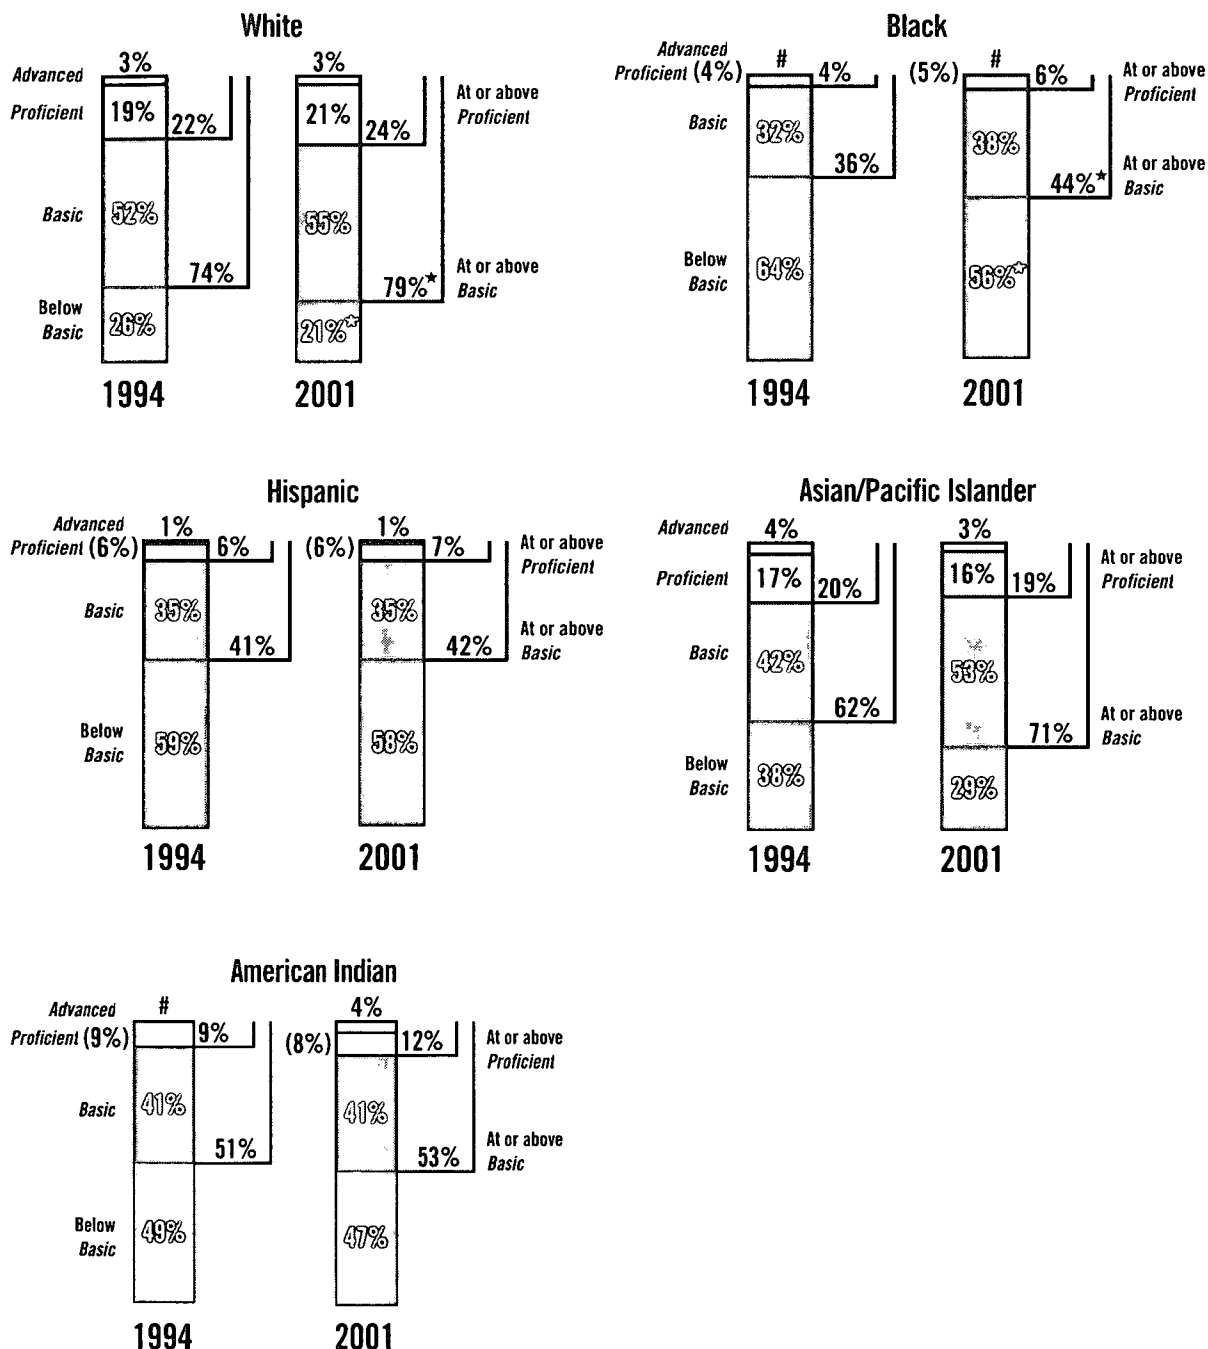 White
3% 3%
Advanced
Proficient 19% 22% 21% 24% At or above
Proficient
Basic 52% 55%
74% 79%★ At or above
Basic
Below
Basic 26% 21%*
1994 2001
Black
Advanced # #
Proficient (4%) 4% (5%) 6% At or above
Proficient
Basic 32% 38%
36% 44%★ At or above
Basic
Below
Basic 64% 56%*
1994 2001
Hispanic
Advanced 1% 1%
Proficient (6%) 6% (6%) 7% At or above
Proficient
Basic 35% 35%
41% 42% At or above
Basic
Below
Basic 59% 58%
1994 2001
Asian/Pacific Islander
Advanced 4% 3%
Proficient 17% 20% 16% 19% At or above
Proficient
Basic 42% 53%
62% 71% At or above
Basic
Below
Basic 38% 29%
1994 2001
American Indian
Advanced # 4%
Proficient (9%) 9% (8%) 12% At or above
Proficient
Basic 41% 41%
51% 53% At or above
Basic
Below
Basic 49% 47%
1994 2001